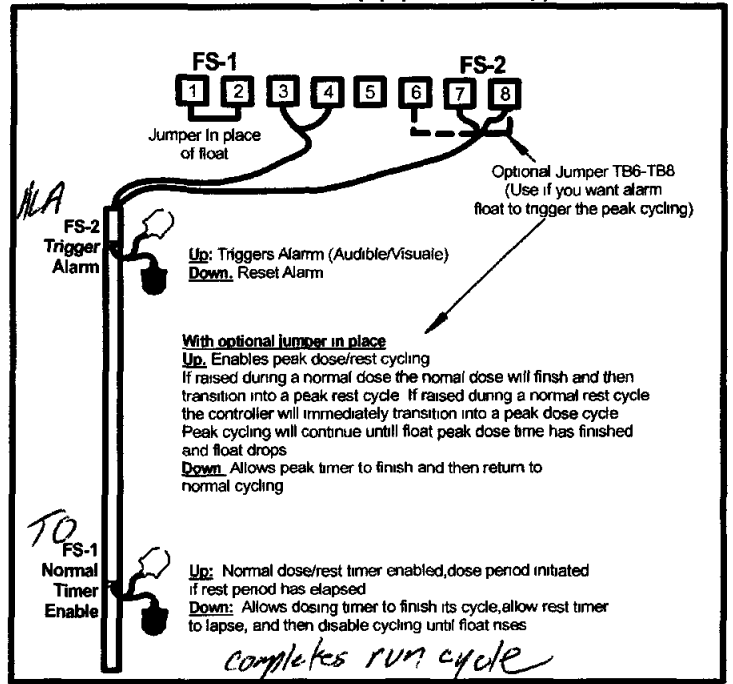 FS-1
FS-2
1 2 3 4 5 6 7 8
Jumper In place
of float
Optional Jumper TB6-TB8
(Use if you want alarm
float to trigger the peak cycling)
FS-2
Trigger
Alarm
Up: Triggers Alarm (Audible/Visuale)
Down. Reset Alarm
With optional jumper in place
Up. Enables peak dose/rest cycling
If raised during a normal dose the nomal dose will finsh and then
transition into a peak rest cycle If raised during a normal rest cycle
the controller will immediately transition into a peak dose cycle
Peak cycling will continue untill float peak dose time has finished
and float drops
Down Allows peak timer to finish and then return to
normal cycling
TO
FS-1
Normal
Timer
Enable
Up: Normal dose/rest timer enabled,dose period initiated
if rest period has elapsed
Down: Allows dosing timer to finish its cycle,allow rest timer
to lapse, and then disable cycling until float rises
completes run cycle